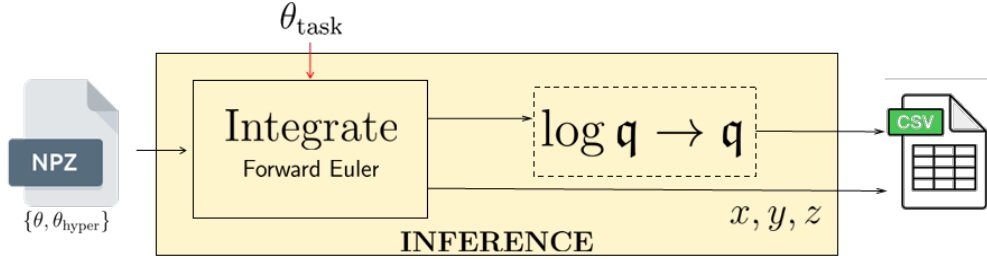 θ_task
NPZ
{θ, θ_hyper}
Integrate
Forward Euler
log 𝔮 → 𝔮
x, y, z
INFERENCE
CSV